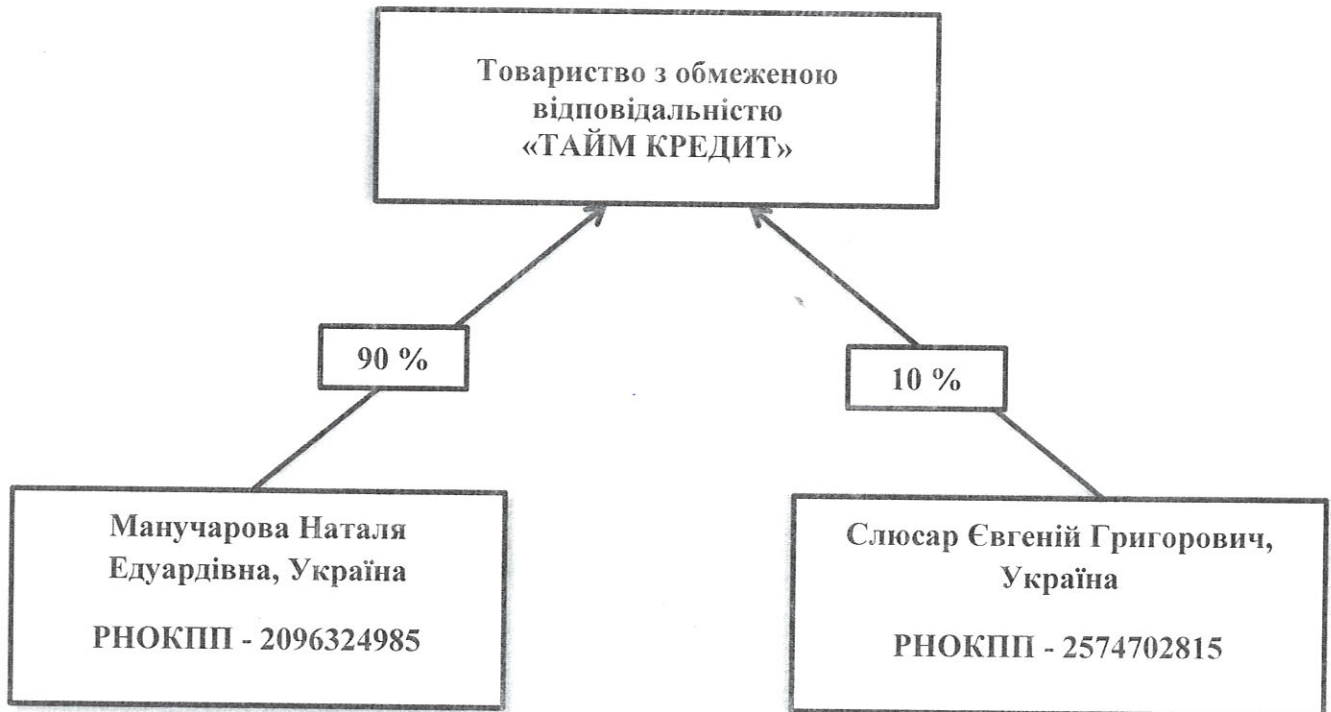 Товариство з обмеженою
відповідальністю
«ТАЙМ КРЕДИТ»
90 %
10 %
Манучарова Наталя
Едуардівна, Україна
РНОКПП - 2096324985
Слюсар Євгеній Григорович,
Україна
РНОКПП - 2574702815